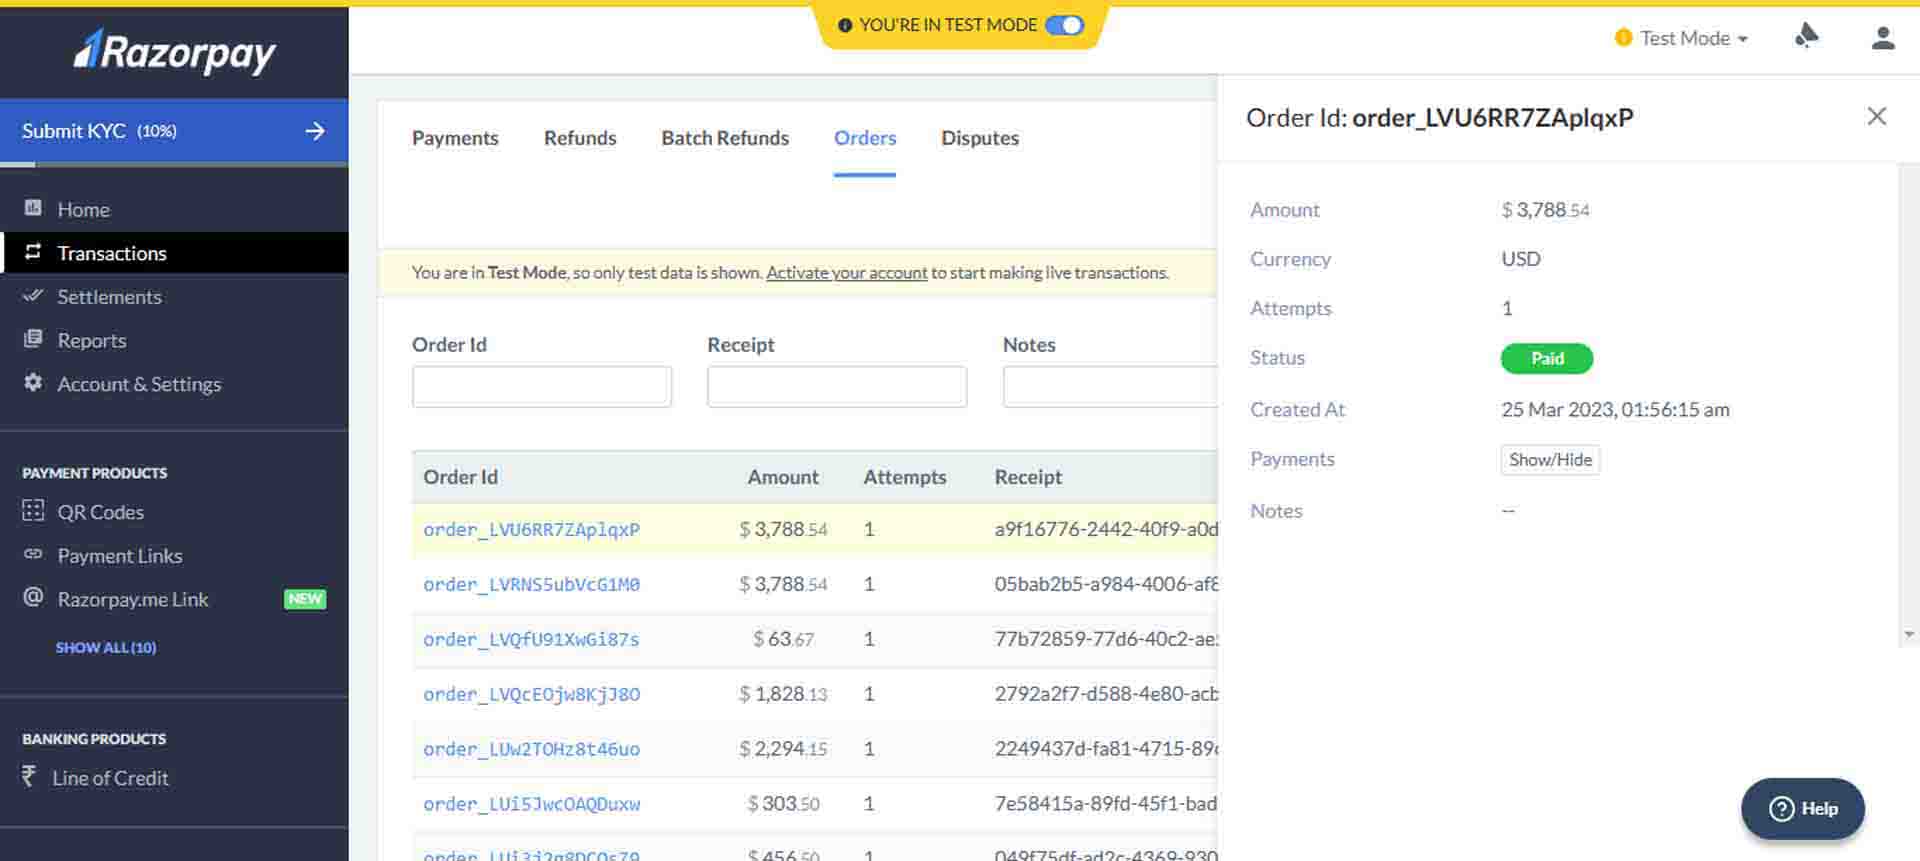 YOU'RE IN TEST MODE
Razorpay
Test Mode
Submit KYC (10%)
Home
Transactions
Settlements
Reports
Account & Settings
PAYMENT PRODUCTS
QR Codes
Payment Links
Razorpay.me Link NEW
SHOW ALL (10)
BANKING PRODUCTS
₹ Line of Credit
Payments Refunds Batch Refunds Orders Disputes
You are in Test Mode, so only test data is shown. Activate your account to start making live transactions.
Order Id Receipt Notes
Order Id Amount Attempts Receipt
order_LVU6RR7ZAplqxP $ 3,788.54 1 a9f16776-2442-40f9-a0d
order_LVRNS5ubVcG1M0 $ 3,788.54 1 05bab2b5-a984-4006-af8
order_LVQfU91XwGi87s $ 63.67 1 77b72859-77d6-40c2-ae
order_LVQcEOjw8KjJ8O $ 1,828.13 1 2792a2f7-d588-4e80-acb
order_LUw2TOHz8t46uo $ 2,294.15 1 2249437d-fa81-4715-89
order_LUi5JwcOAQDuxw $ 303.50 1 7e58415a-89fd-45f1-bad
$ 456.50 1 049f75df-ad2c-4369-930
Order Id: order_LVU6RR7ZAplqxP
Amount $ 3,788.54
Currency USD
Attempts 1
Status Paid
Created At 25 Mar 2023, 01:56:15 am
Payments Show/Hide
Notes --
Help